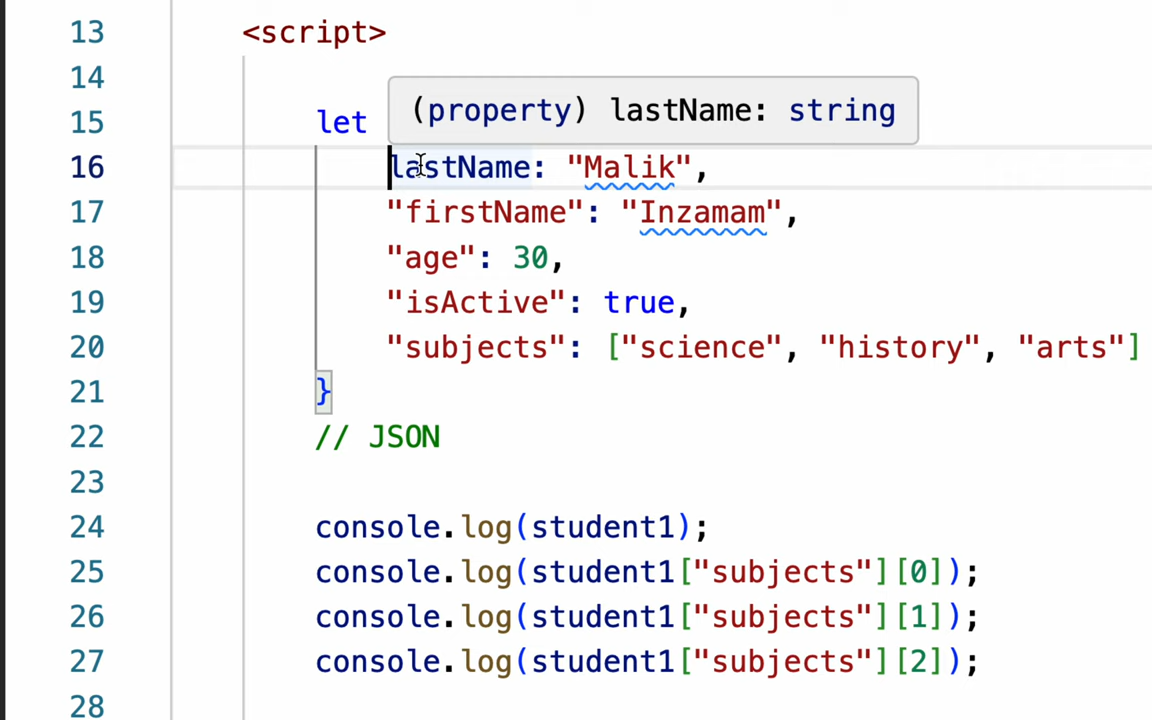 13 <script>
14
15 let
(property) lastName: string
16 lastName: "Malik",
17 "firstName": "Inzamam",
18 "age": 30,
19 "isActive": true,
20 "subjects": ["science", "history", "arts"]
21 }
22 // JSON
23
24 console.log(student1);
25 console.log(student1["subjects"][0]);
26 console.log(student1["subjects"][1]);
27 console.log(student1["subjects"][2]);
28